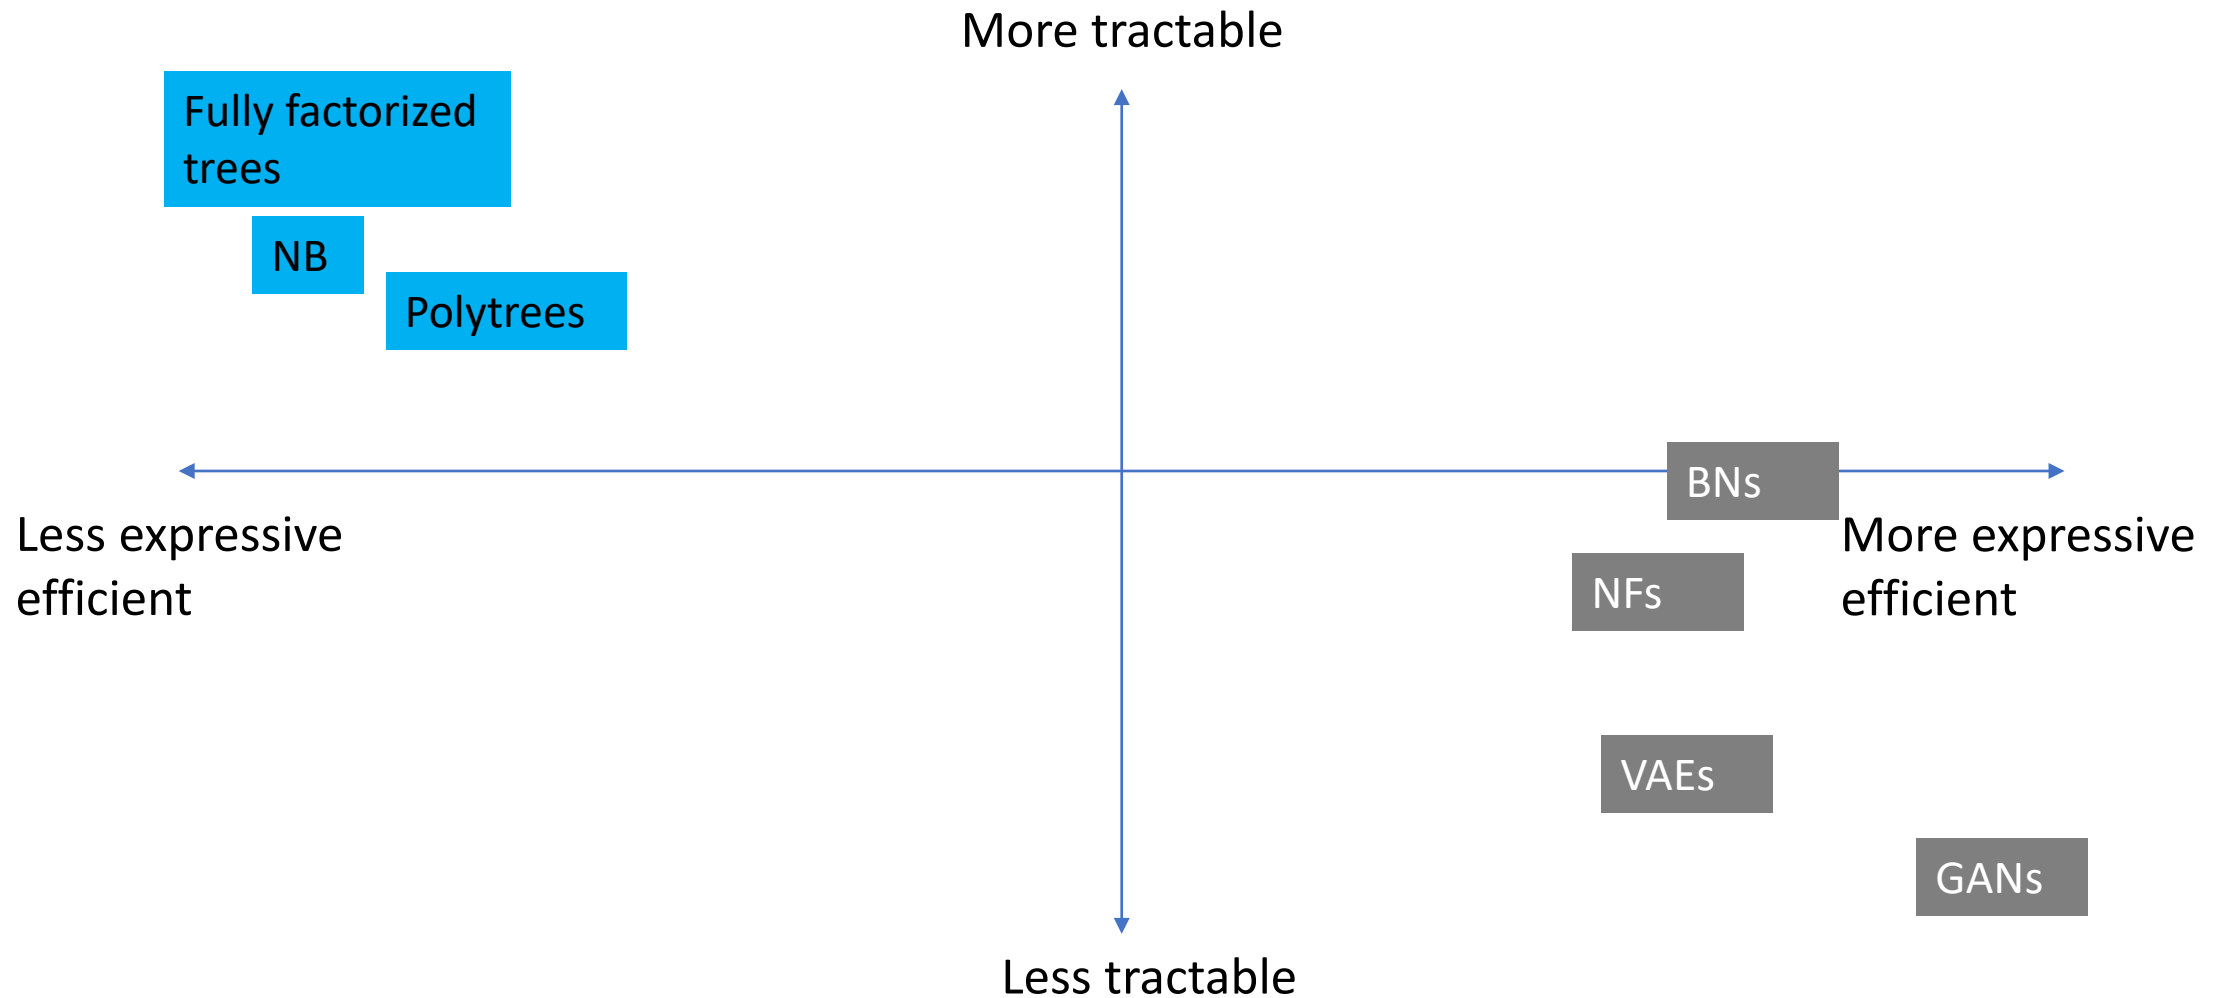 More tractable
Fully factorized
trees
NB
Polytrees
BNs
Less expressive
efficient
More expressive
efficient
NFs
VAEs
GANs
Less tractable